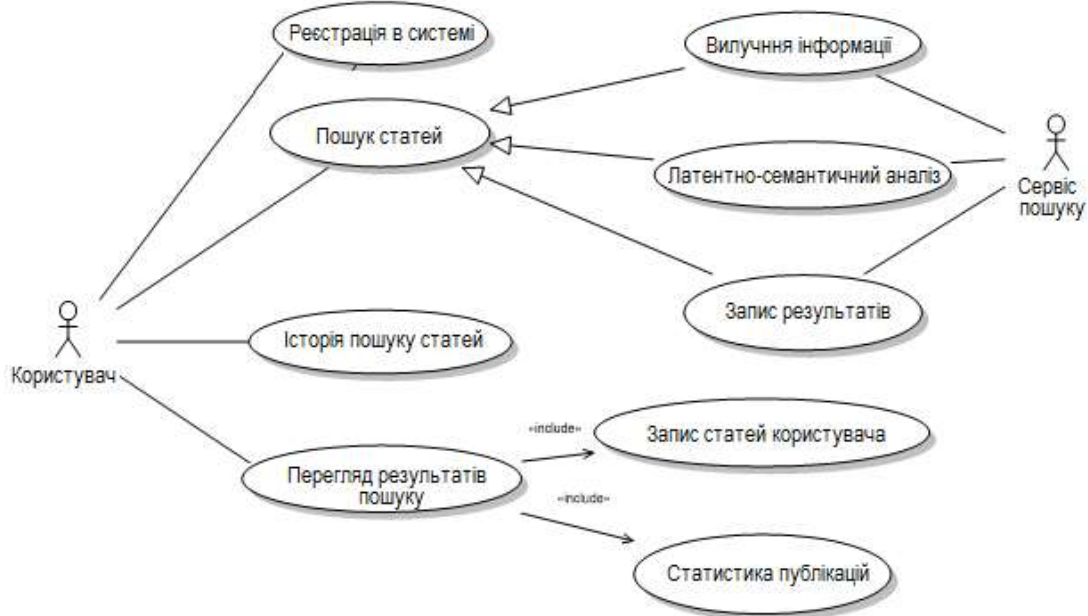 Реєстрація в системі
Вилучння інформації
Пошук статей
Латентно-семантичний аналіз
Сервіс
пошуку
Запис результатів
Історія пошуку статей
Користувач
«include»
Запис статей користувача
Перегляд результатів
пошуку
«include»
Статистика публікацій